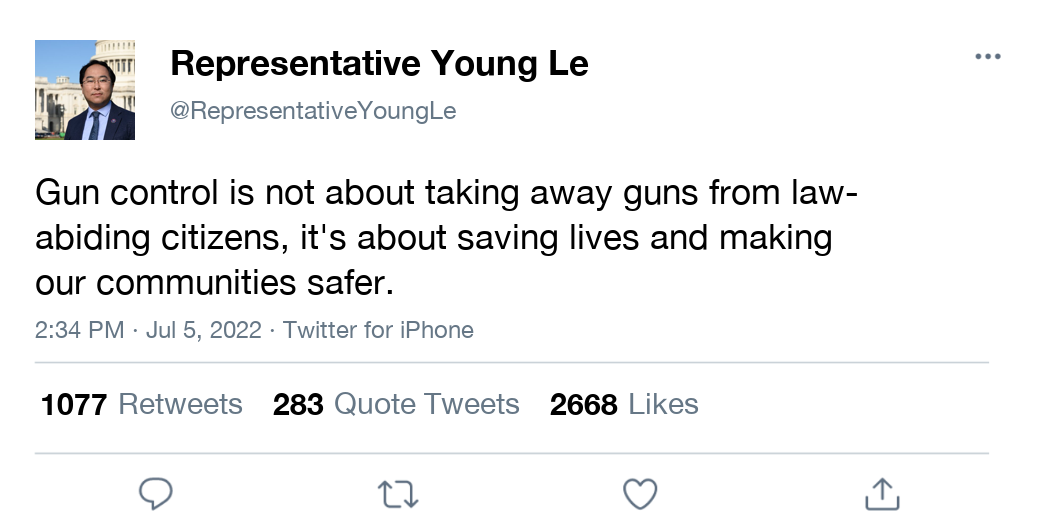 Representative Young Le
@RepresentativeYoungLe
Gun control is not about taking away guns from law-
abiding citizens, it's about saving lives and making
our communities safer.
2:34 PM · Jul 5, 2022 · Twitter for iPhone
1077 Retweets 283 Quote Tweets 2668 Likes